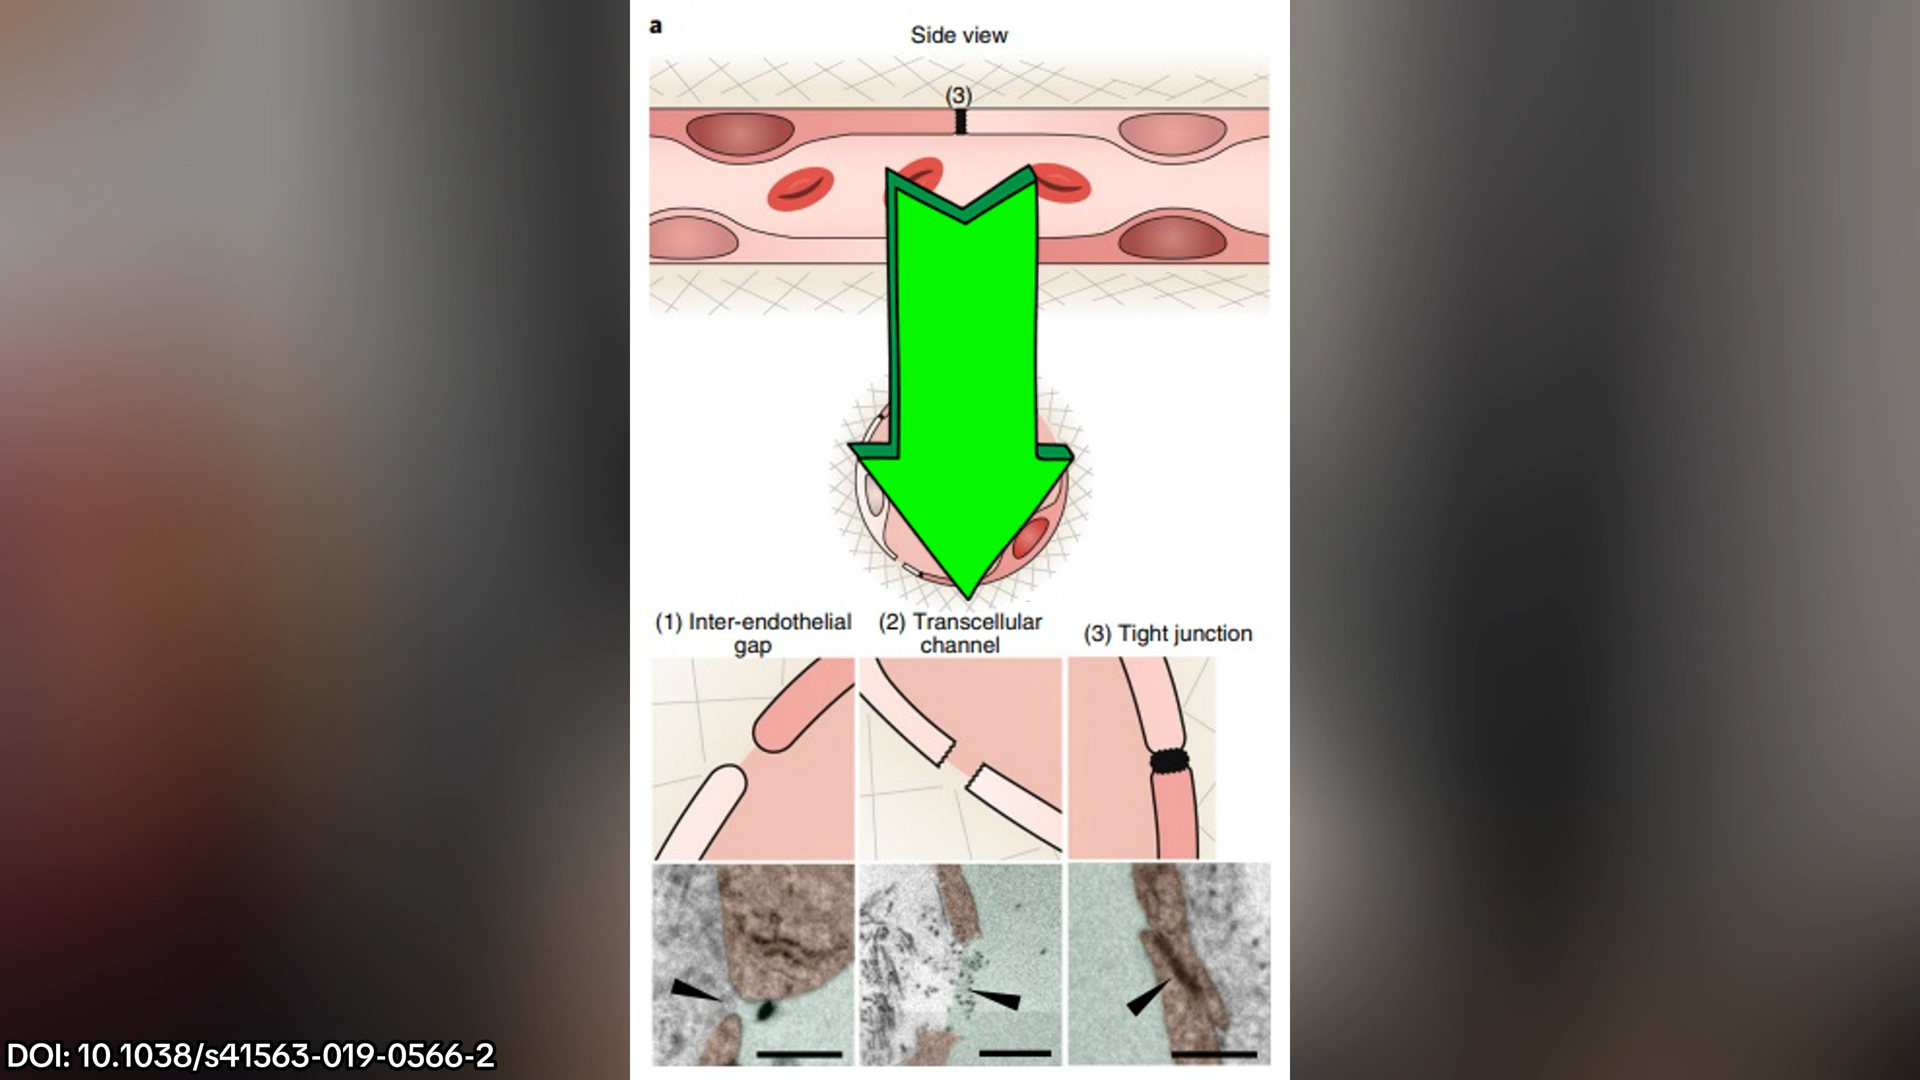 a
Side view
(3)
(1) Inter-endothelial
gap
(2) Transcellular
channel
(3) Tight junction
DOI: 10.1038/s41563-019-0566-2